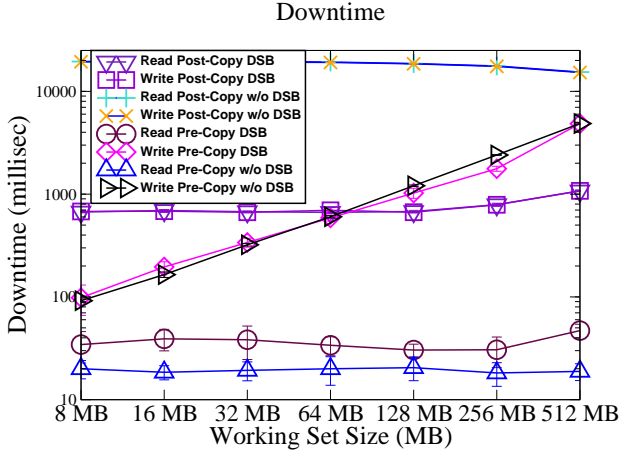 Downtime
Read Post-Copy DSB
Write Post-Copy DSB
Read Post-Copy w/o DSB
Write Post-Copy w/o DSB
Read Pre-Copy DSB
Write Pre-Copy DSB
Read Pre-Copy w/o DSB
Write Pre-Copy w/o DSB
Downtime (millisec)
10000
1000
100
10
8 MB 16 MB 32 MB 64 MB 128 MB 256 MB 512 MB
Working Set Size (MB)